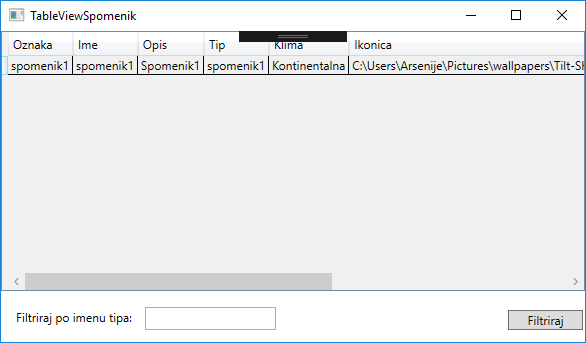 TableViewSpomenik
Oznaka Ime Opis Tip Klima Ikonica
spomenik1 spomenik1 Spomenik1 spomenik1 Kontinentalna C:\Users\Arsenije\Pictures\wallpapers\Tilt-Sh
Filtriraj po imenu tipa: Filtriraj